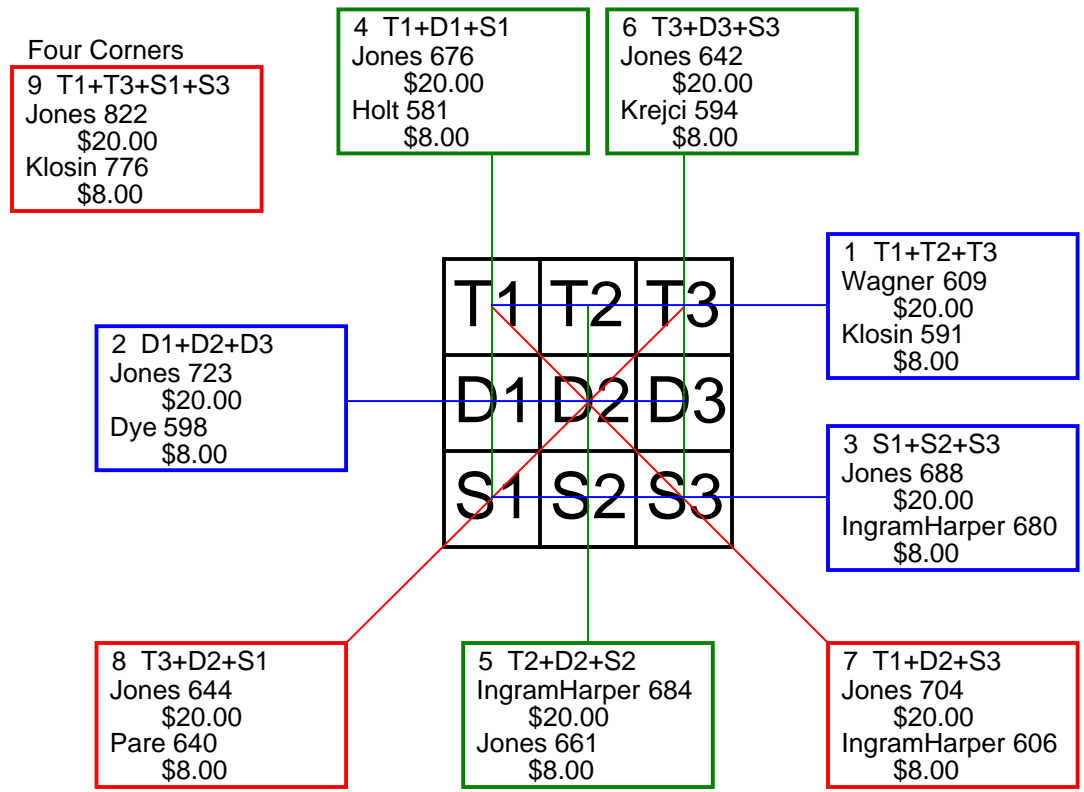 4 T1+D1+S1
Jones 676
$20.00
Holt 581
$8.00
6 T3+D3+S3
Jones 642
$20.00
Krejci 594
$8.00
Four Corners
9 T1+T3+S1+S3
Jones 822
$20.00
Klosin 776
$8.00
1 T1+T2+T3
Wagner 609
$20.00
Klosin 591
$8.00
T1 T2 T3
D1 D2 D3
S1 S2 S3
2 D1+D2+D3
Jones 723
$20.00
Dye 598
$8.00
3 S1+S2+S3
Jones 688
$20.00
IngramHarper 680
$8.00
8 T3+D2+S1
Jones 644
$20.00
Pare 640
$8.00
5 T2+D2+S2
IngramHarper 684
$20.00
Jones 661
$8.00
7 T1+D2+S3
Jones 704
$20.00
IngramHarper 606
$8.00